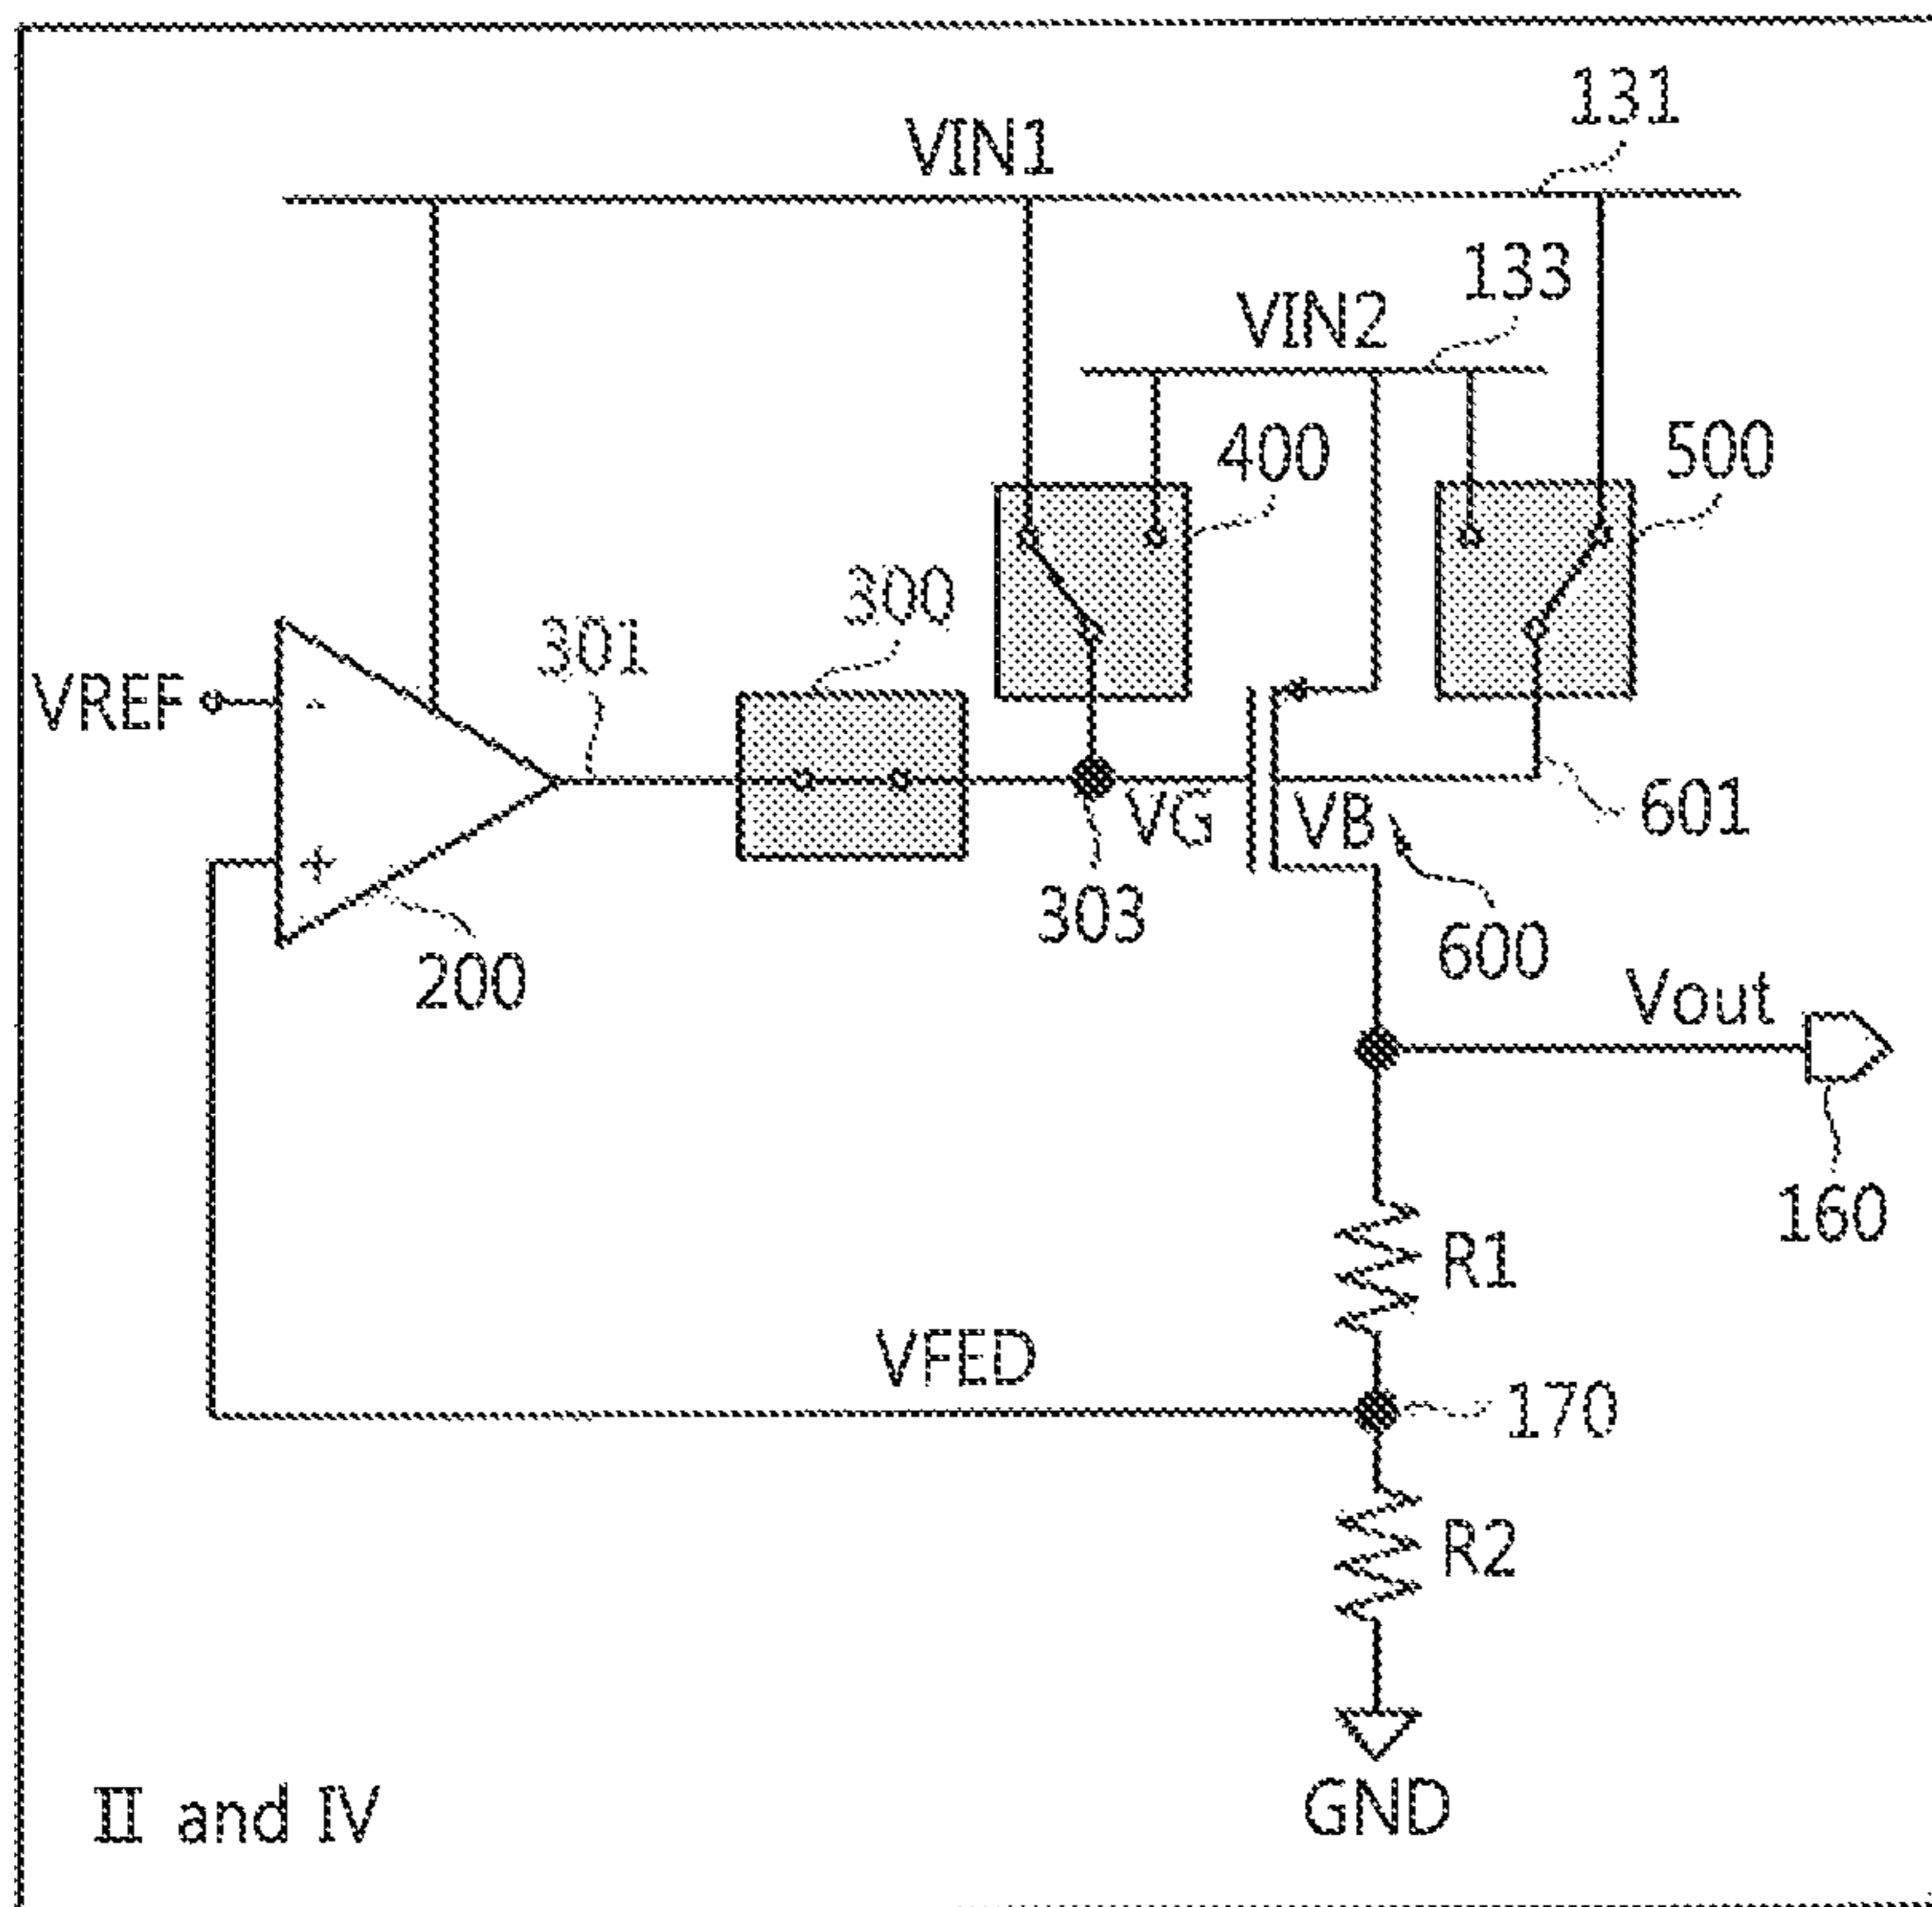 131
VIN1
133
VIN2
400
500
300
301
VREF
-
VG
VB
601
+
303
600
200
Vout
160
R1
VFED
170
R2
GND
III and IV